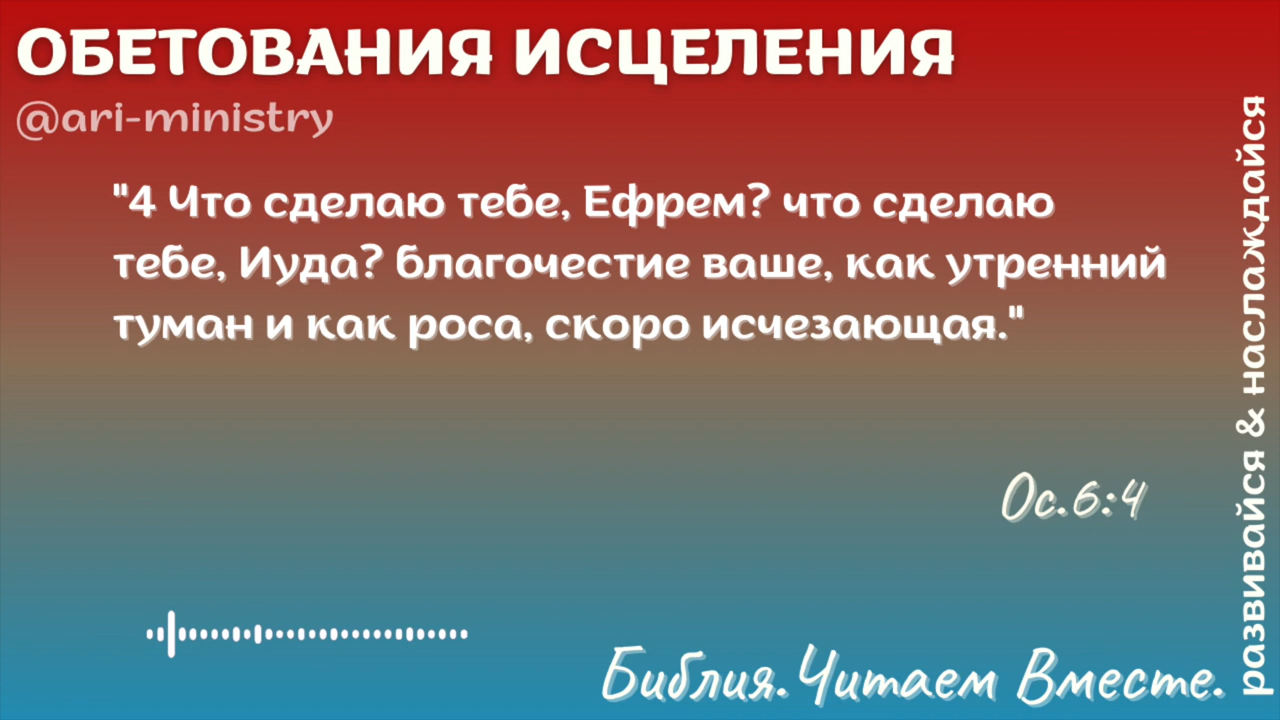 ОБЕТОВАНИЯ ИСЦЕЛЕНИЯ
@ari-ministry
"4 Что сделаю тебе, Ефрем? что сделаю
тебе, Иуда? благочестие ваше, как утренний
туман и как роса, скоро исчезающая."
Ос.6:4
Библия.Читаем Вместе.
развивайся & наслаждайся